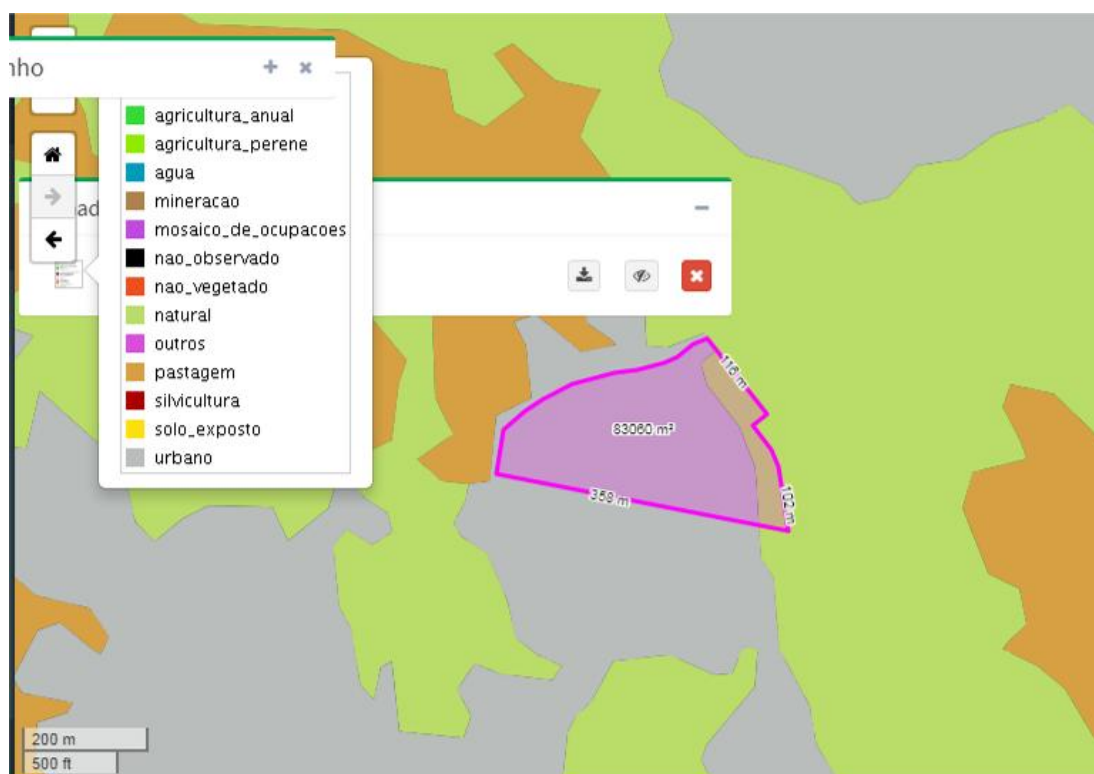 nho
agricultura_anual
agricultura_perene
agua
mineracao
mosaico_de_ocupacoes
nao_observado
nao_vegetado
natural
outros
pastagem
silvicultura
solo_exposto
urbano
ad
116 m
83060 m²
358 m
102 m
200 m
500 ft